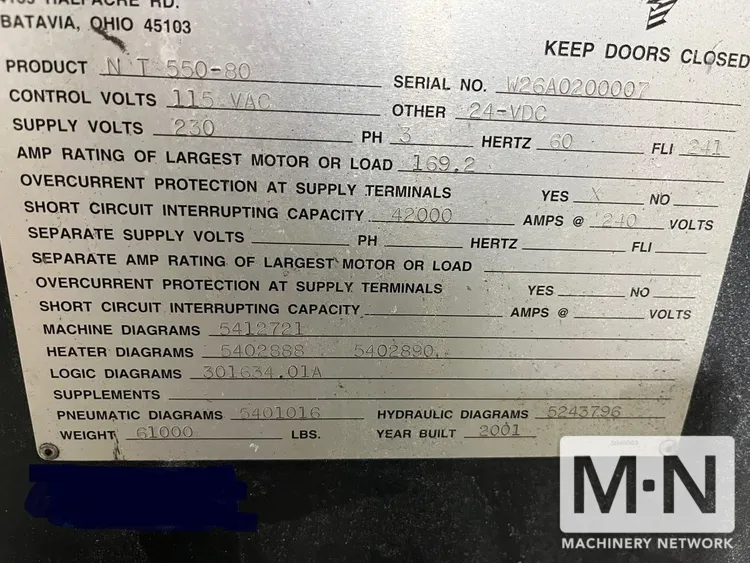 4165 HALFACRE RD.
BATAVIA, OHIO 45103
KEEP DOORS CLOSED
PRODUCT N T 550-80
SERIAL NO. W26A0200007
CONTROL VOLTS 115 VAC
OTHER 24-VDC
SUPPLY VOLTS 230 PH 3 HERTZ 60 FLI 241
AMP RATING OF LARGEST MOTOR OR LOAD 169.2
OVERCURRENT PROTECTION AT SUPPLY TERMINALS YES X NO
SHORT CIRCUIT INTERRUPTING CAPACITY 42000 AMPS @ 240 VOLTS
SEPARATE SUPPLY VOLTS PH HERTZ FLI
SEPARATE AMP RATING OF LARGEST MOTOR OR LOAD
OVERCURRENT PROTECTION AT SUPPLY TERMINALS YES NO
SHORT CIRCUIT INTERRUPTING CAPACITY AMPS @ VOLTS
MACHINE DIAGRAMS 5412721
HEATER DIAGRAMS 5402888 5402890.
LOGIC DIAGRAMS 301634.01A
SUPPLEMENTS
PNEUMATIC DIAGRAMS 5401016 HYDRAULIC DIAGRAMS 5243796
WEIGHT 61000 LBS. YEAR BUILT 2001
M·N
MACHINERY NETWORK